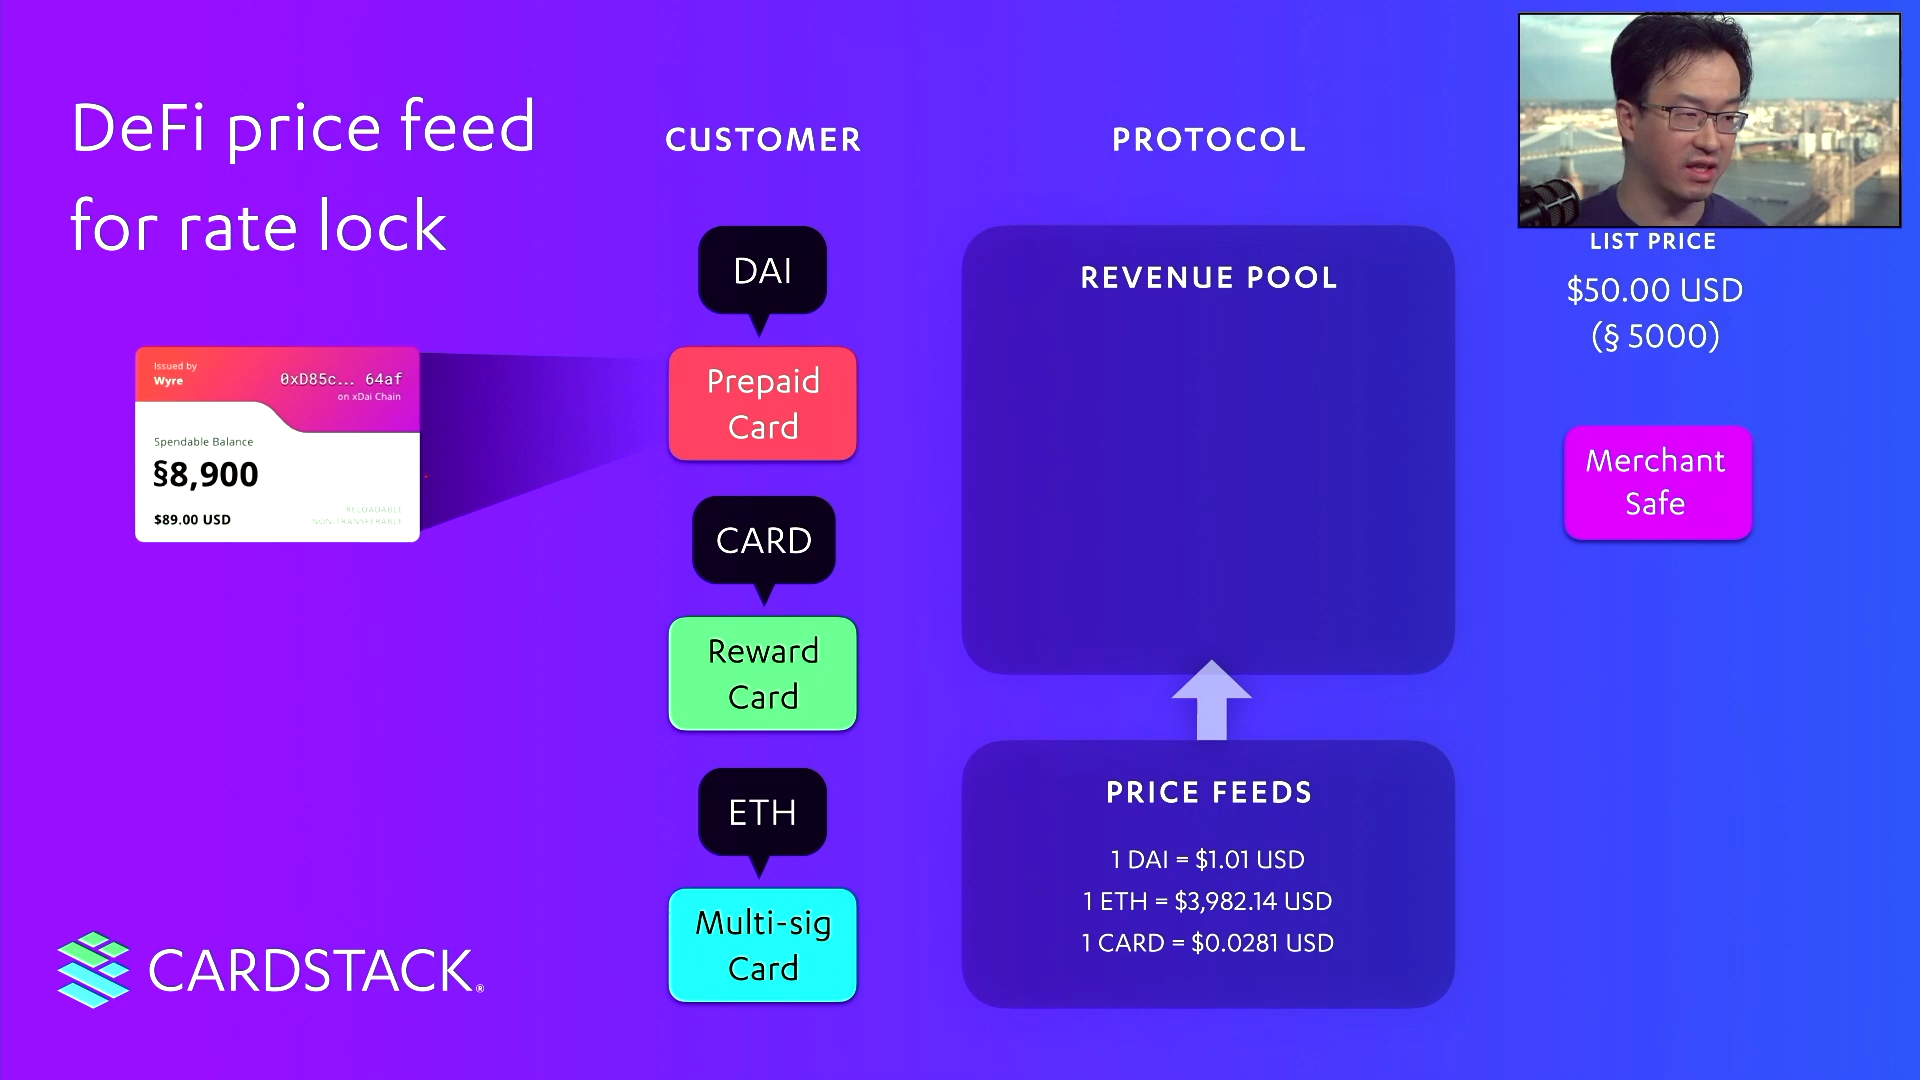 DeFi price feed
for rate lock
Issued by
Wyre
0xD85c... 64af
on xDai Chain
Spendable Balance
§8,900
$89.00 USD
RELOADABLE
NON-TRANSFERABLE
CARDSTACK®
CUSTOMER
DAI
Prepaid
Card
CARD
Reward
Card
ETH
Multi-sig
Card
PROTOCOL
REVENUE POOL
PRICE FEEDS
1 DAI = $1.01 USD
1 ETH = $3,982.14 USD
1 CARD = $0.0281 USD
LIST PRICE
$50.00 USD
(§ 5000)
Merchant
Safe